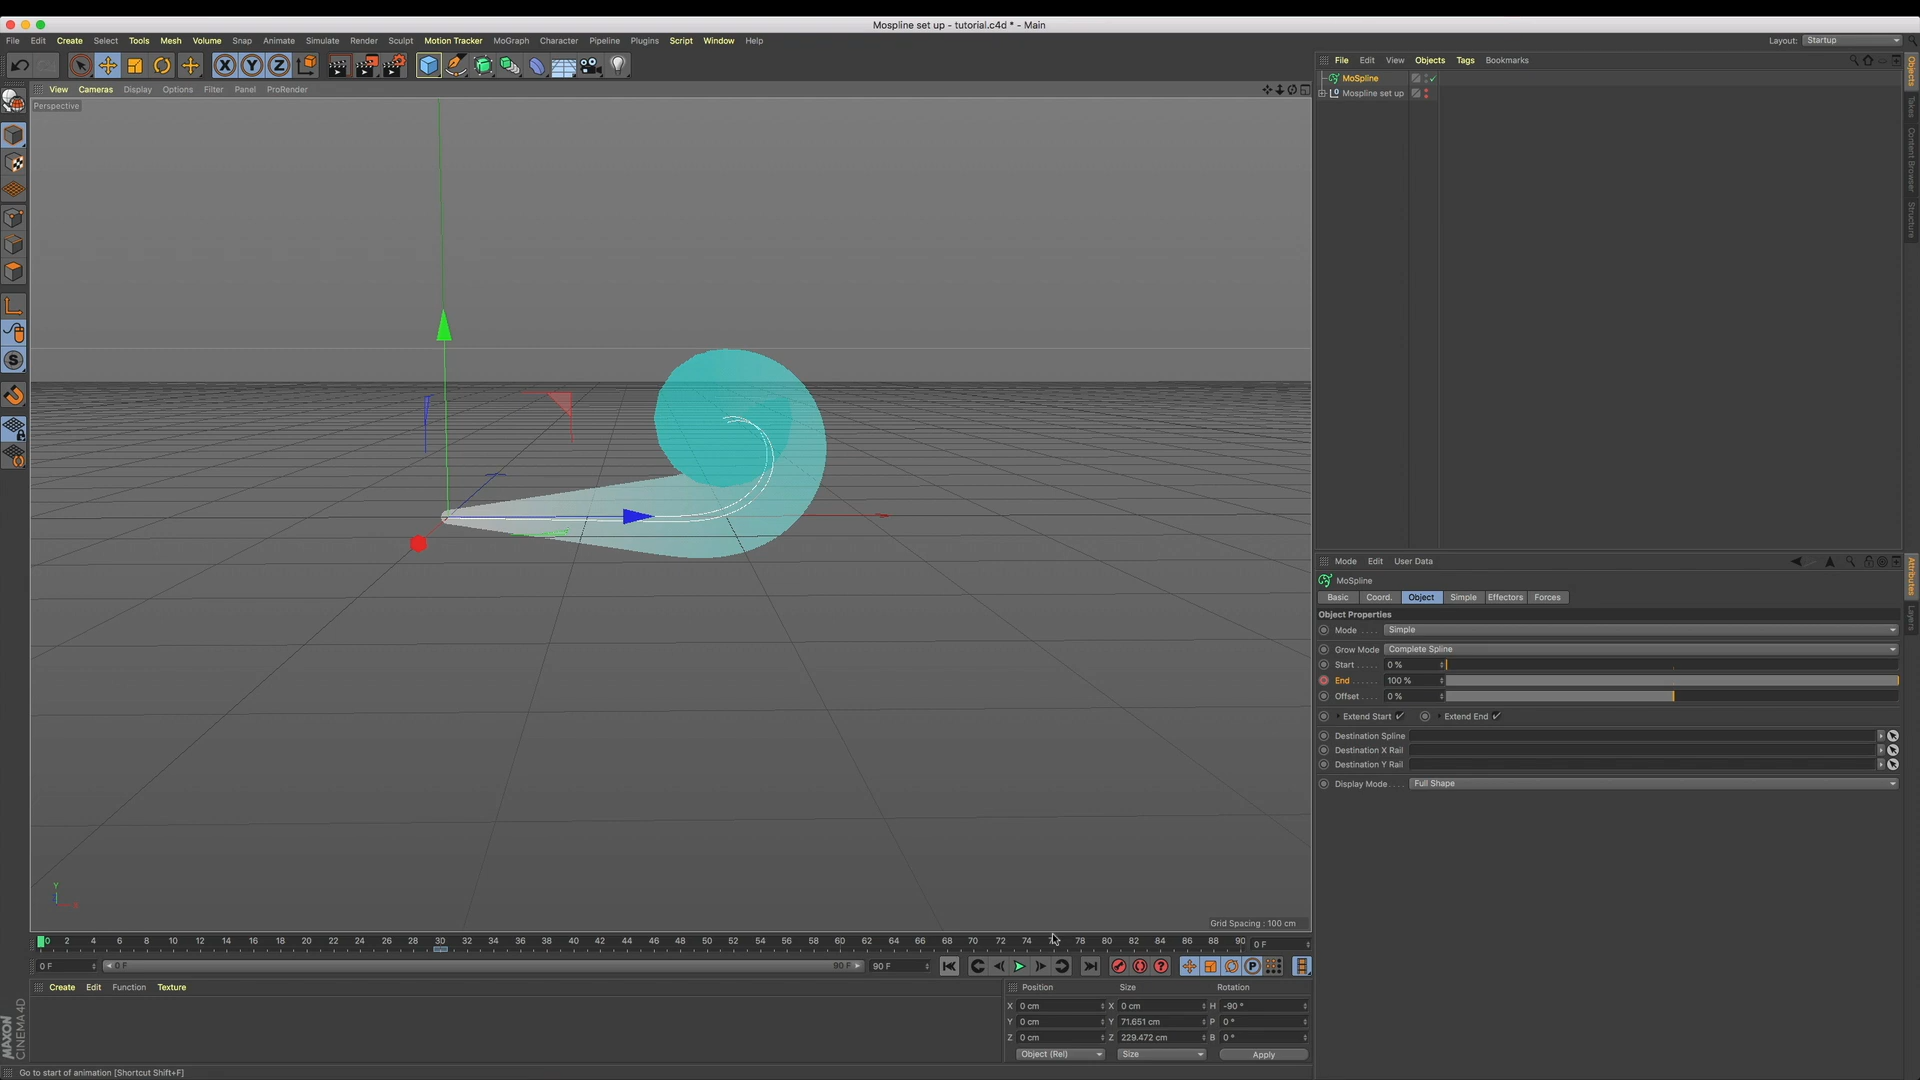 Mospline set up - tutorial.c4d * - Main
File Edit Create Select Tools Mesh Volume Snap Animate Simulate Render Sculpt Motion Tracker MoGraph Character Pipeline Plugins Script Window Help Layout: Startup
File Edit View Objects Tags Bookmarks
View Cameras Display Options Filter Panel ProRender
Perspective
MoSpline
Mospline set up
Objects
Takes
Content Browser
Structure
Mode Edit User Data
MoSpline
Basic Coord. Object Simple Effectors Forces
Object Properties
Mode Simple
Grow Mode Complete Spline
Start 0 %
End 100 %
Offset 0 %
Extend Start Extend End
Destination Spline
Destination X Rail
Destination Y Rail
Display Mode Full Shape
Attributes
Layers
Y
Grid Spacing : 100 cm
0 2 4 6 8 10 12 14 16 18 20 22 24 26 28 30 32 34 36 38 40 42 44 46 48 50 52 54 56 58 60 62 64 66 68 70 72 74 78 80 82 84 86 88 90 0 F
0 F 0 F 90 F 90 F
Create Edit Function Texture
Position Size Rotation
X 0 cm X 0 cm H -90 °
Y 0 cm Y 71.651 cm P 0 °
Z 0 cm Z 229.472 cm B 0 °
Object (Rel) Size Apply
MAXON CINEMA 4D
Go to start of animation [Shortcut Shift+F]